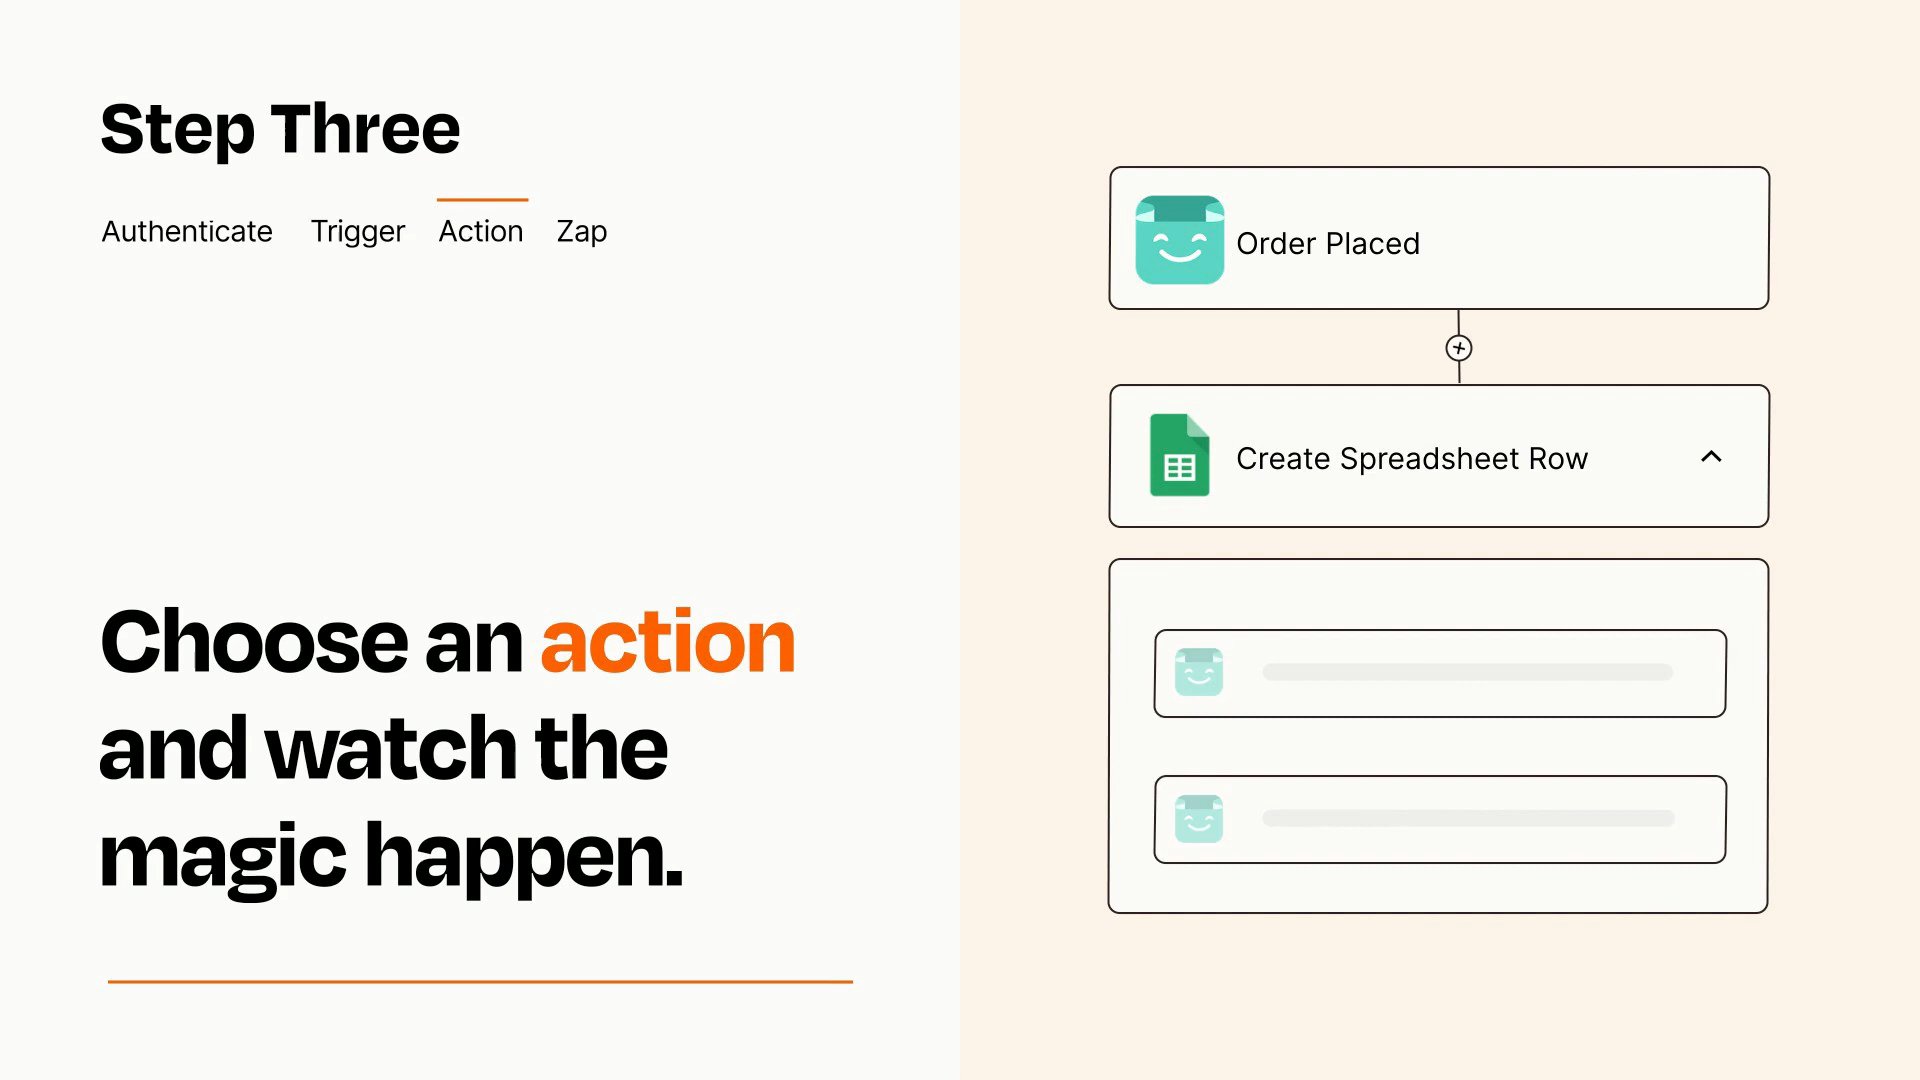 Step Three
Authenticate Trigger Action Zap
Choose an action
and watch the
magic happen.
Order Placed
Create Spreadsheet Row